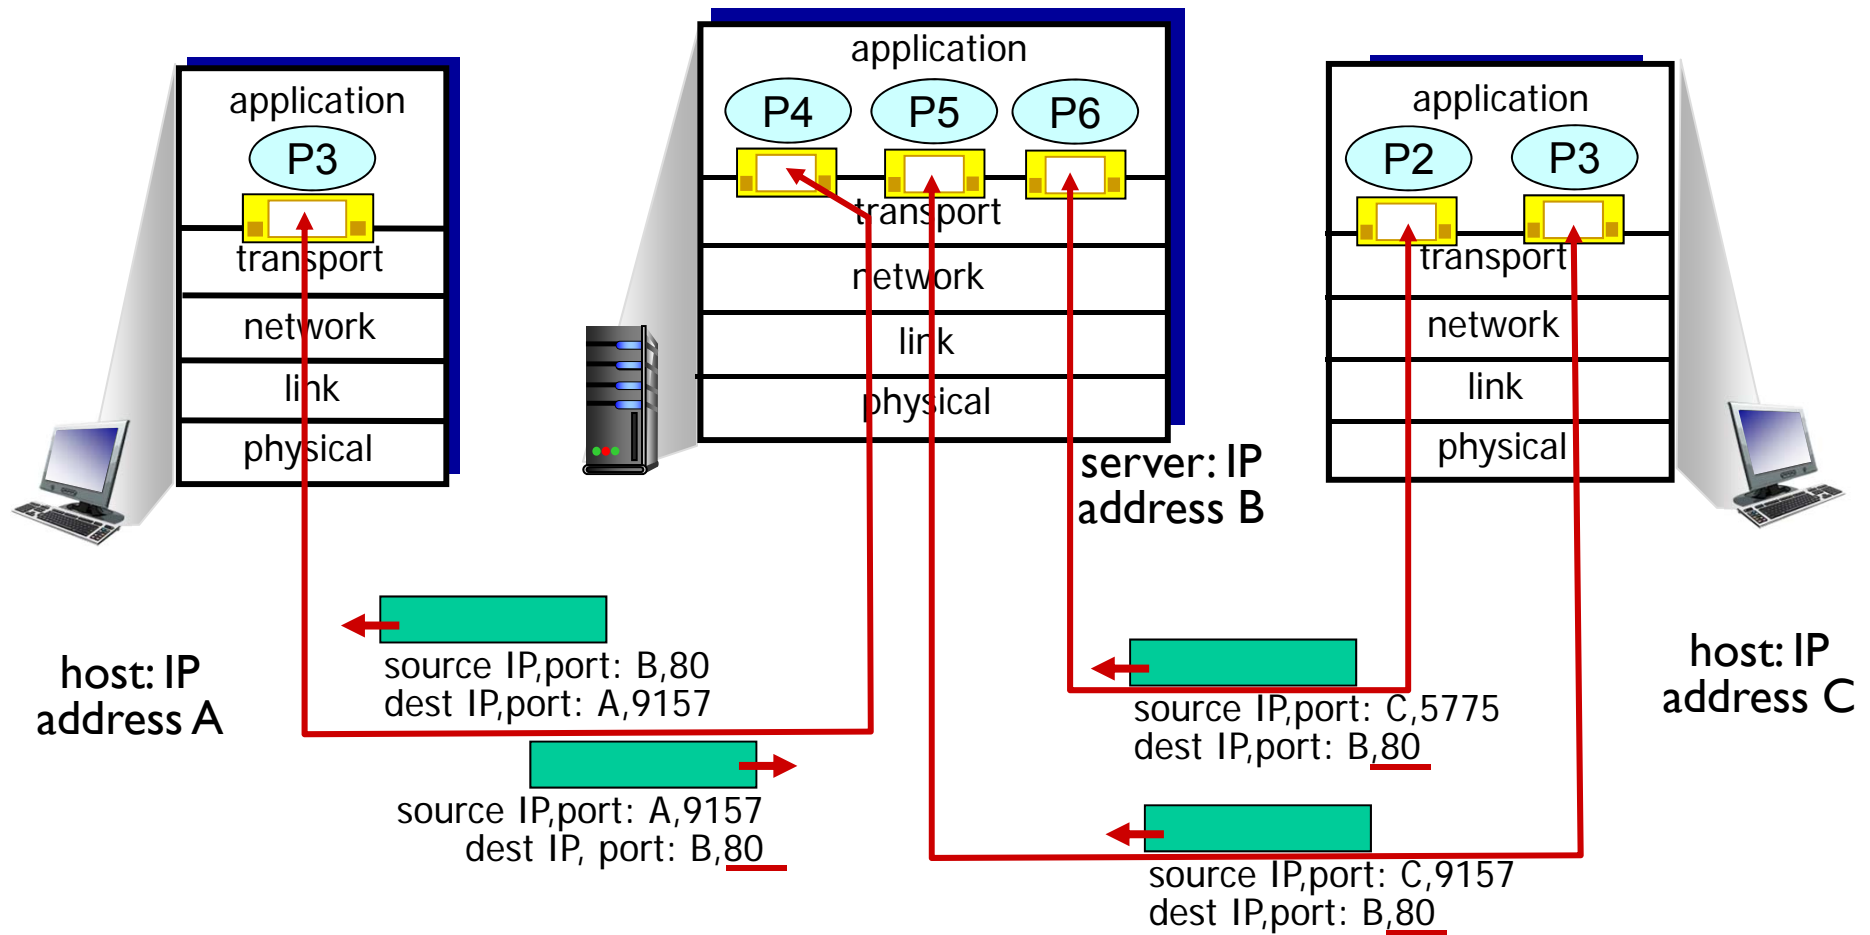 application
P3
transport
network
link
physical
host: IP
address A
application
P4
P5
P6
transport
network
link
physical
server: IP
address B
application
P2
P3
transport
network
link
physical
host: IP
address C
source IP,port: B,80
dest IP,port: A,9157
source IP,port: A,9157
dest IP, port: B,80
source IP,port: C,5775
dest IP,port: B,80
source IP,port: C,9157
dest IP,port: B,80